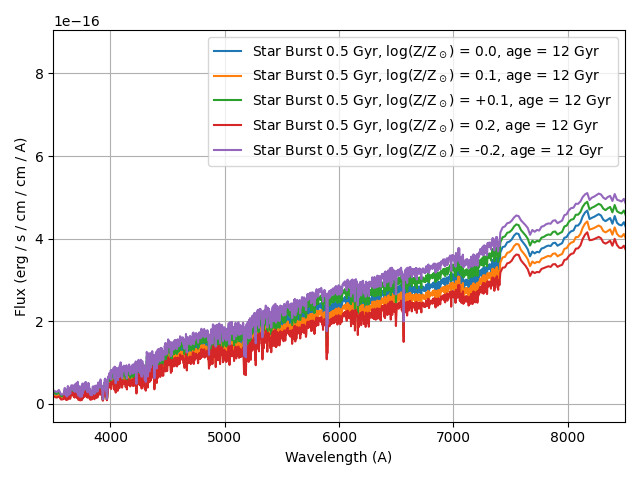 1e−16
8
6
4
2
0
Flux (erg / s / cm / cm / A)
Star Burst 0.5 Gyr, log(Z/Z⊙) = 0.0, age = 12 Gyr
Star Burst 0.5 Gyr, log(Z/Z⊙) = 0.1, age = 12 Gyr
Star Burst 0.5 Gyr, log(Z/Z⊙) = +0.1, age = 12 Gyr
Star Burst 0.5 Gyr, log(Z/Z⊙) = 0.2, age = 12 Gyr
Star Burst 0.5 Gyr, log(Z/Z⊙) = -0.2, age = 12 Gyr
4000 5000 6000 7000 8000
Wavelength (A)